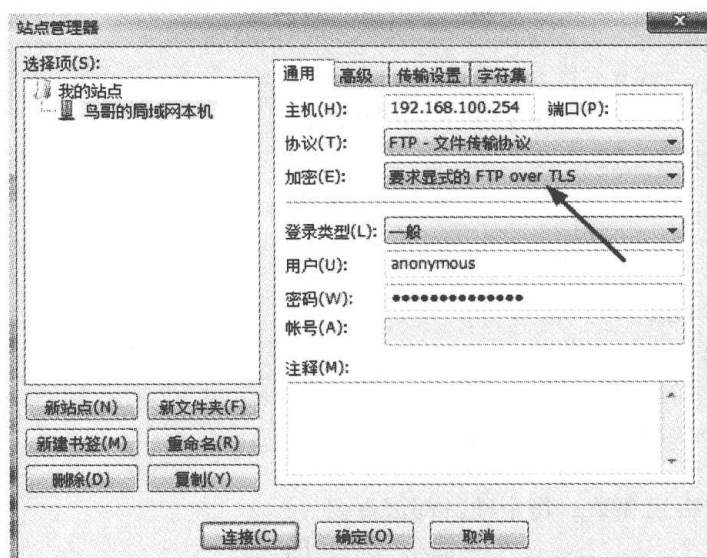 站点管理器
选择项(S):
我的站点
鸟哥的局域网本机
新站点(N) 新文件夹(F)
新建书签(M) 重命名(R)
删除(D) 复制(Y)
通用 高级 传输设置 字符集
主机(H): 192.168.100.254 端口(P):
协议(T): FTP - 文件传输协议
加密(E): 要求显式的 FTP over TLS
登录类型(L): 一般
用户(U): anonymous
密码(W): ●●●●●●●●●●●●●●
帐号(A):
注释(M):
连接(C) 确定(O) 取消